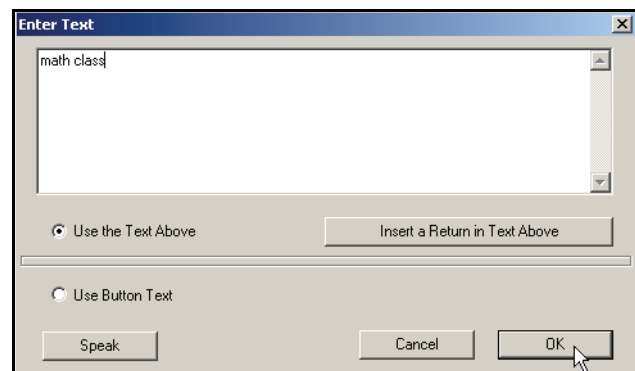 Enter Text
math class
Use the Text Above
Insert a Return in Text Above
Use Button Text
Speak
Cancel
OK